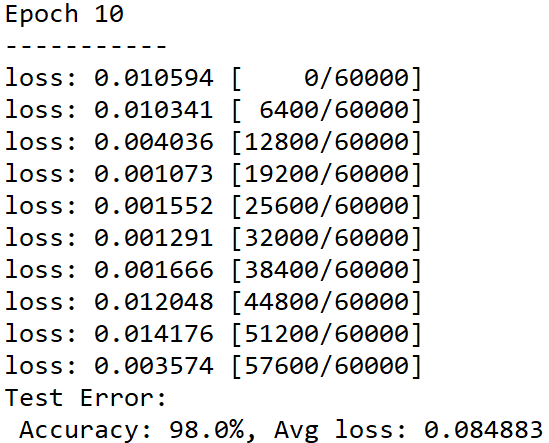 Epoch 10
-----------
loss: 0.010594 [    0/60000]
loss: 0.010341 [ 6400/60000]
loss: 0.004036 [12800/60000]
loss: 0.001073 [19200/60000]
loss: 0.001552 [25600/60000]
loss: 0.001291 [32000/60000]
loss: 0.001666 [38400/60000]
loss: 0.012048 [44800/60000]
loss: 0.014176 [51200/60000]
loss: 0.003574 [57600/60000]
Test Error:
 Accuracy: 98.0%, Avg loss: 0.084883